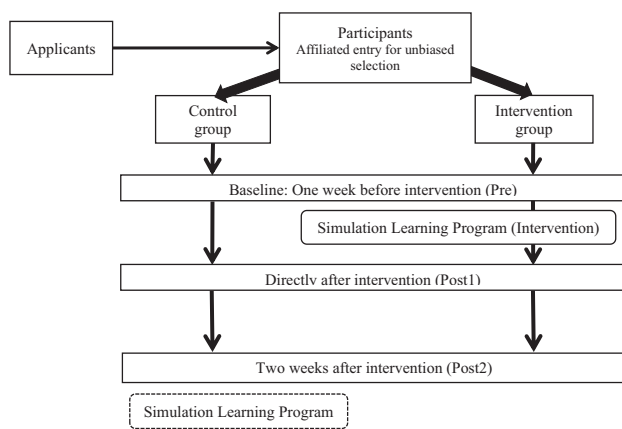 Applicants
Participants
Affiliated entry for unbiased
selection
Control
group
Intervention
group
Baseline: One week before intervention (Pre)
Simulation Learning Program (Intervention)
Directly after intervention (Post1)
Two weeks after intervention (Post2)
Simulation Learning Program